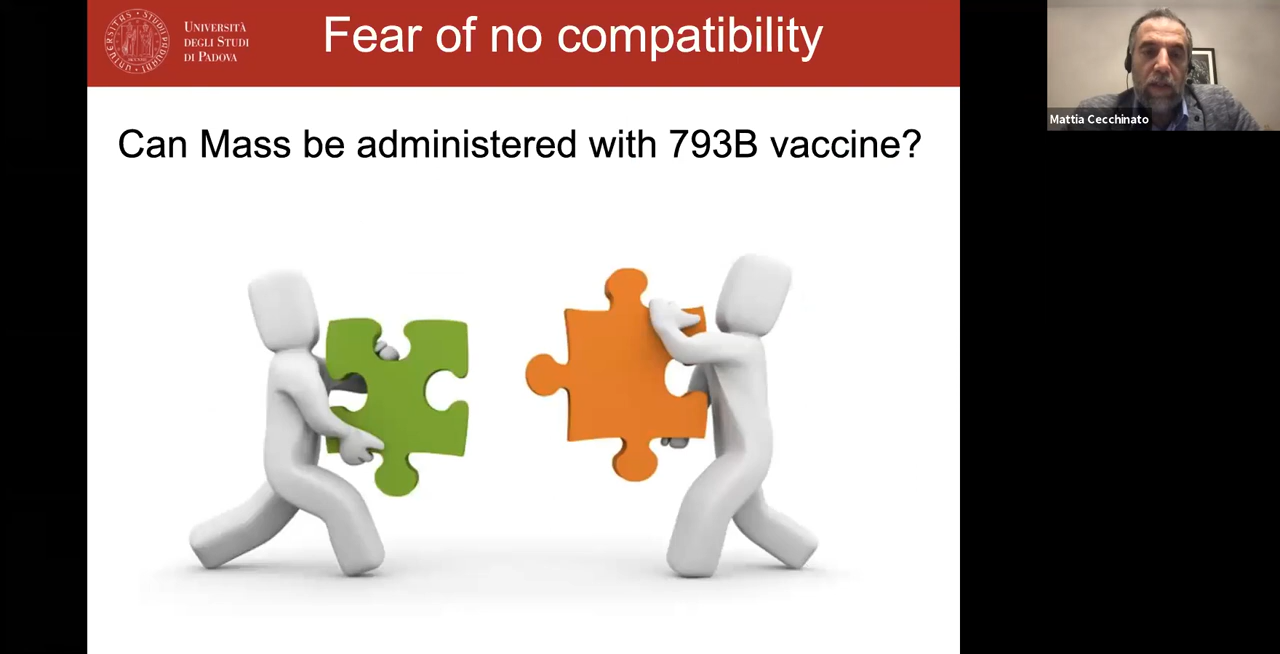 UNIVERSITÀ
DEGLI STUDI
DI PADOVA
Fear of no compatibility
Mattia Cecchinato
Can Mass be administered with 793B vaccine?